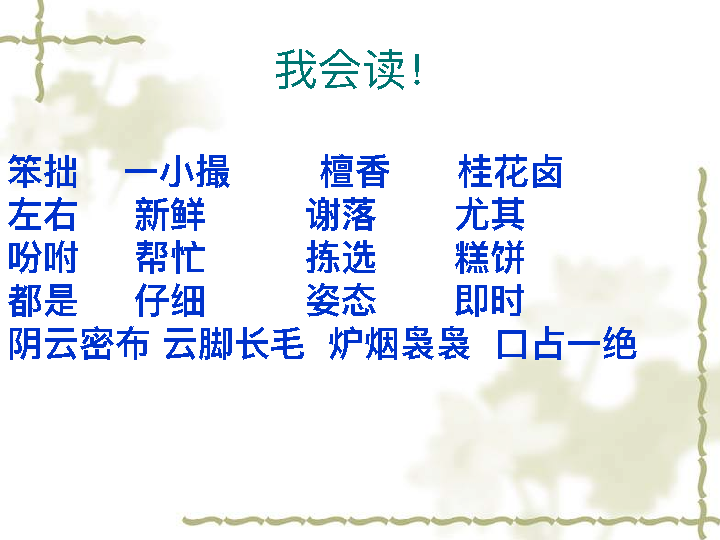 我会读！
笨拙 一小撮 檀香 桂花卤
左右 新鲜 谢落 尤其
吩咐 帮忙 拣选 糕饼
都是 仔细 姿态 即时
阴云密布 云脚长毛 炉烟袅袅 口占一绝